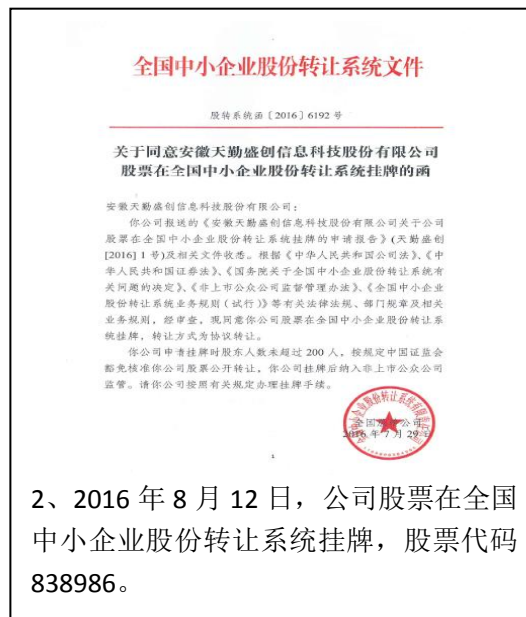 全国中小企业股份转让系统文件
股转系统函〔2016〕6192 号
关于同意安徽天勤盛创信息科技股份有限公司
股票在全国中小企业股份转让系统挂牌的函
安徽天勤盛创信息科技股份有限公司：
你公司报送的《安徽天勤盛创信息科技股份有限公司关于公司
股票在全国中小企业股份转让系统挂牌的申请报告》(天勤盛创
[2016] 1 号)及相关文件收悉。根据《中华人民共和国公司法》、《中
华人民共和国证券法》、《国务院关于全国中小企业股份转让系统有
关问题的决定》、《非上市公众公司监督管理办法》、《全国中小企业
股份转让系统业务规则（试行）》等有关法律法规、部门规章及相关
业务规则，经审查，现同意你公司股票在全国中小企业股份转让系
统挂牌，转让方式为协议转让。
你公司申请挂牌时股东人数未超过 200 人，按规定中国证监会
豁免核准你公司股票公开转让，你公司挂牌后纳入非上市公众公司
监管。请你公司按照有关规定办理挂牌手续。
2016 年 7 月 29 日
1
2、2016 年 8 月 12 日，公司股票在全国
中小企业股份转让系统挂牌，股票代码
838986。